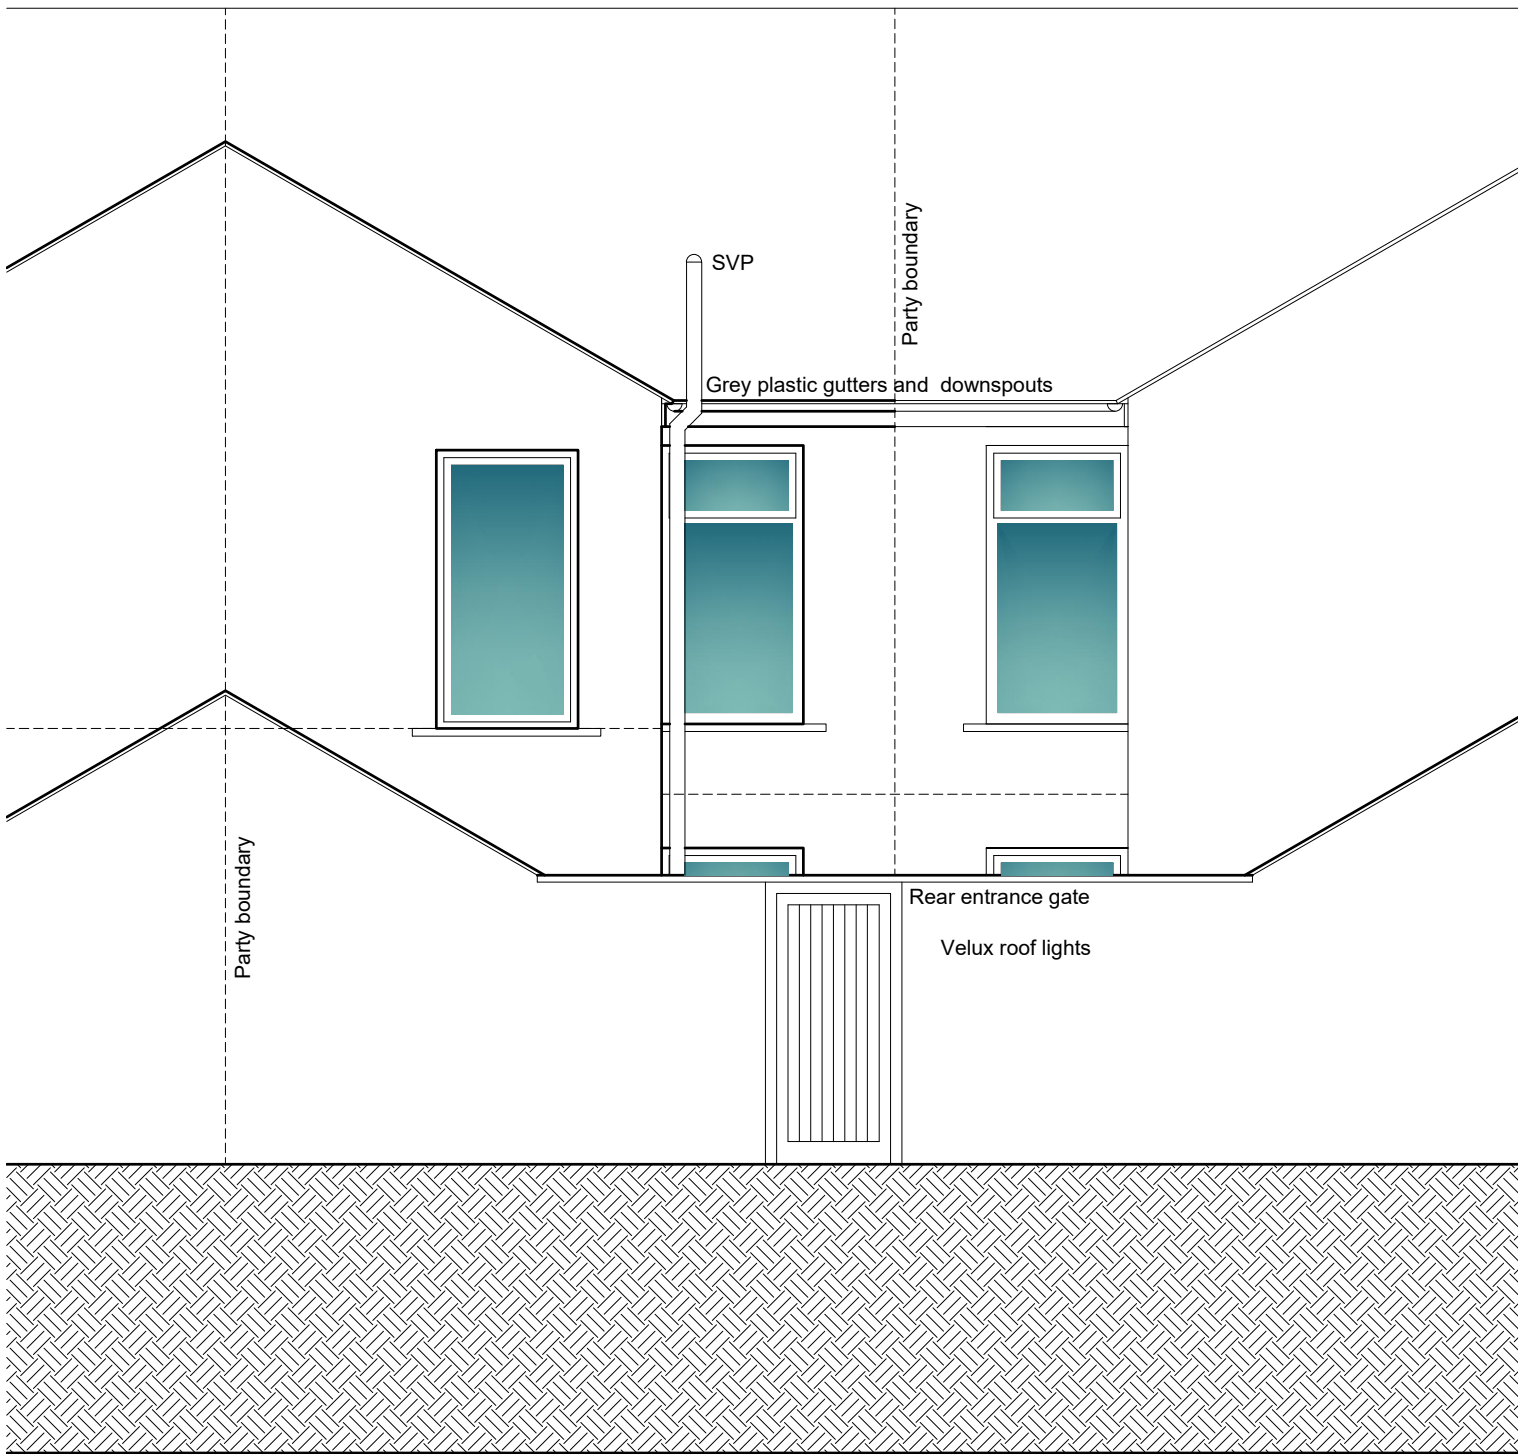 Party boundary
SVP
Grey plastic gutters and  downspouts
Party boundary
Rear entrance gate
Velux roof lights